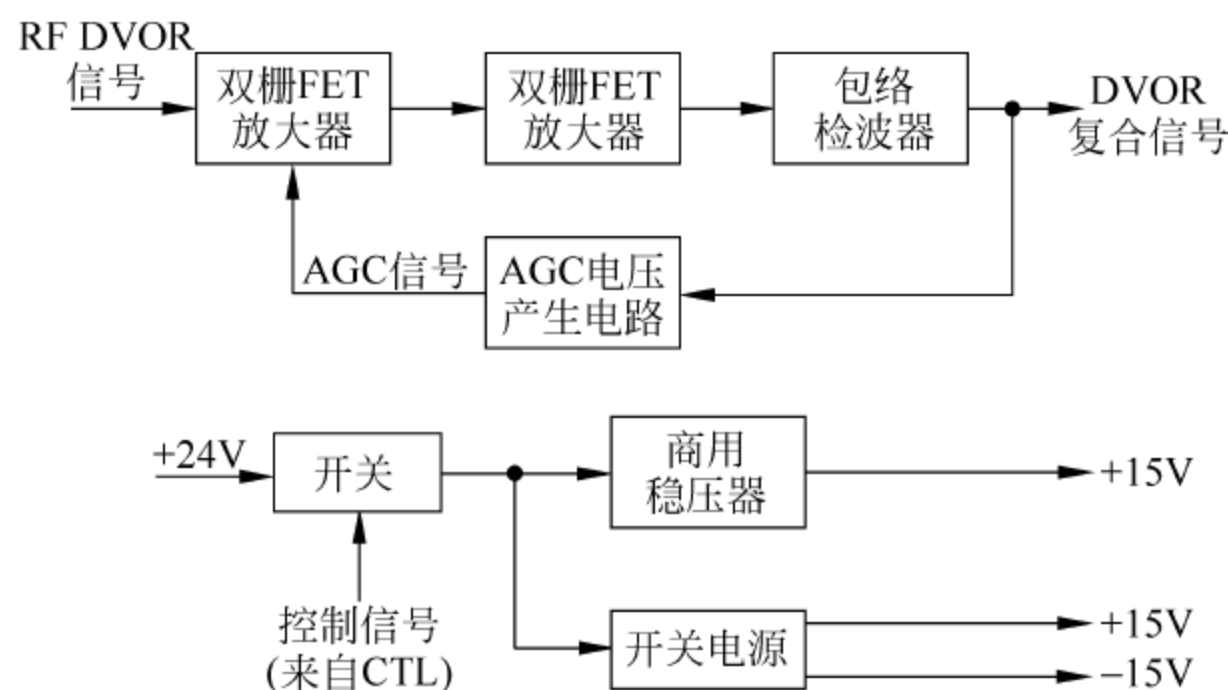 RF DVOR
信号
双栅FET
放大器
双栅FET
放大器
包络
检波器
DVOR
复合信号
AGC信号
AGC电压
产生电路
+24V
开关
商用
稳压器
+15V
控制信号
(来自CTL)
开关电源
+15V
−15V